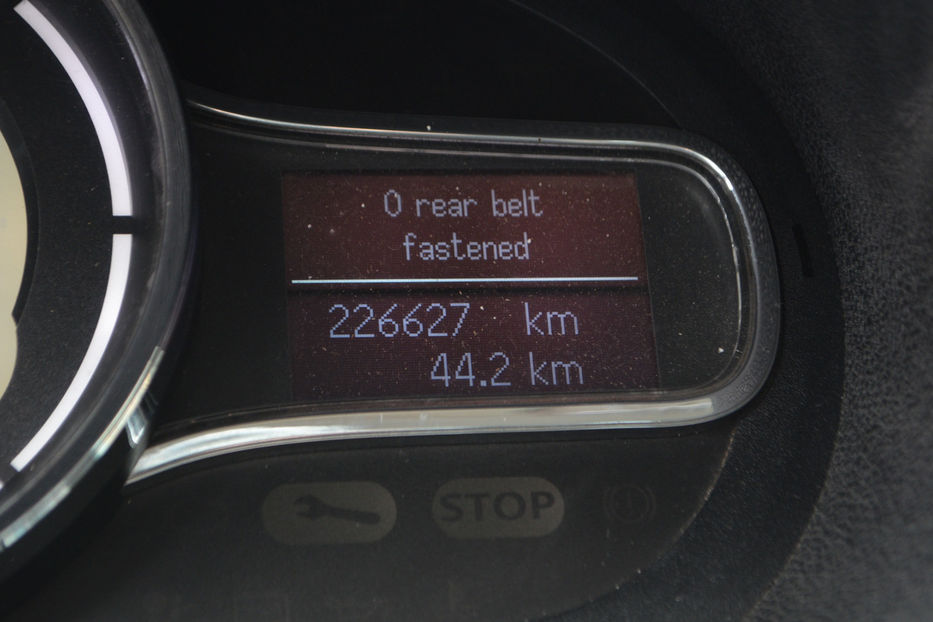 0 rear belt
fastened
226627 km
44.2 km
STOP